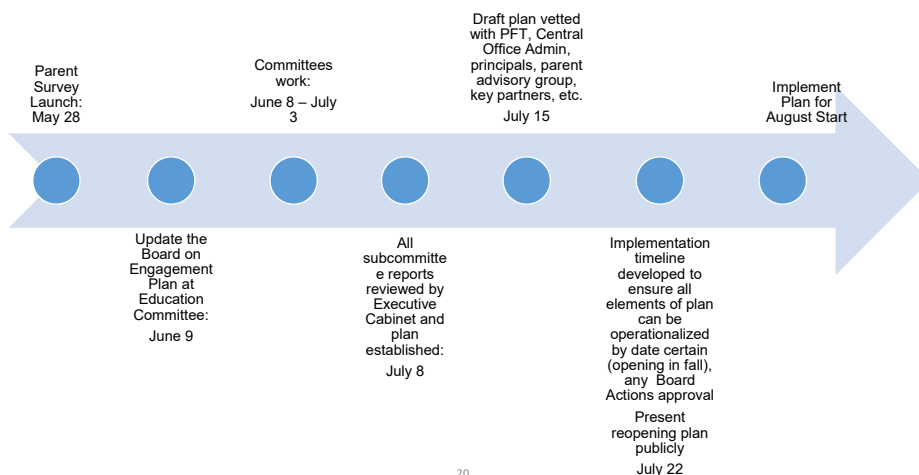 Parent
Survey
Launch:
May 28
Update the
Board on
Engagement
Plan at
Education
Committee:
June 9
Committees
work:
June 8 – July
3
All
subcommitte
e reports
reviewed by
Executive
Cabinet and
plan
established:
July 8
Draft plan vetted
with PFT, Central
Office Admin,
principals, parent
advisory group,
key partners, etc.
July 15
Implementation
timeline
developed to
ensure all
elements of plan
can be
operationalized
by date certain
(opening in fall),
any Board
Actions approval
Present
reopening plan
publicly
July 22
Implement
Plan for
August Start
20